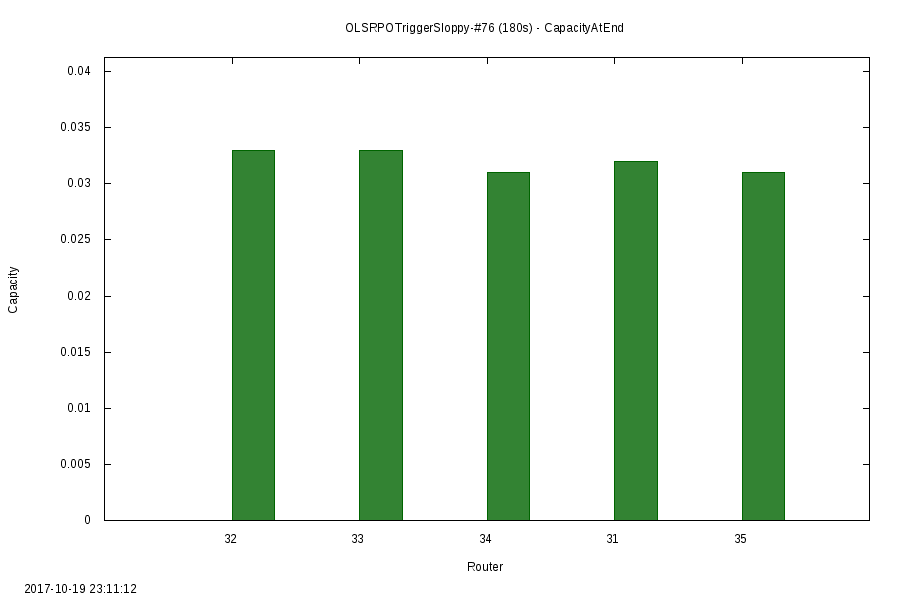 OLSRPOTriggerSloppy-#76 (180s) - CapacityAtEnd
0.04
0.035
0.03
0.025
0.02
0.015
0.01
0.005
0
Capacity
32 33 34 31 35
Router
2017-10-19 23:11:12